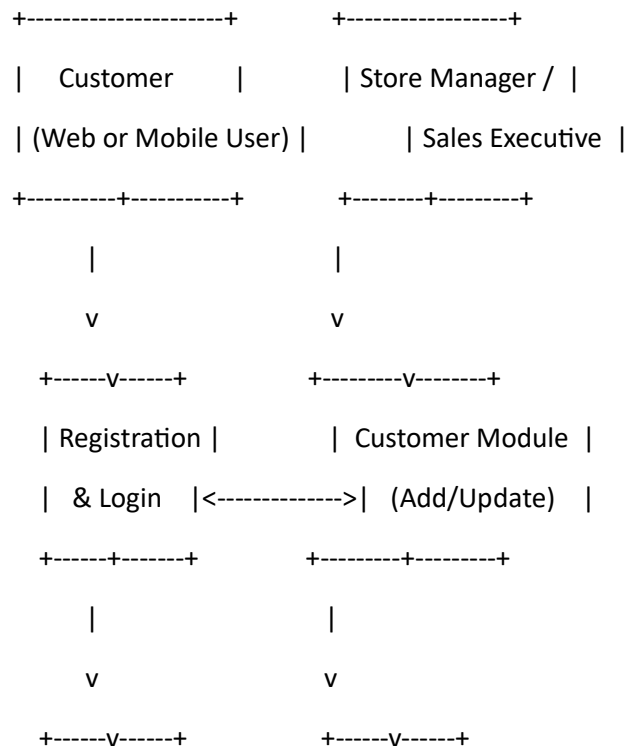 +----------------------+ +------------------+
| Customer | | Store Manager / |
| (Web or Mobile User) | | Sales Executive |
+----------+-----------+ +--------+---------+
| |
v v
+------v------+ +---------v--------+
| Registration | | Customer Module |
| & Login |<-------------->| (Add/Update) |
+------+-------+ +---------+---------+
| |
v v
+------v------+ +------v------+